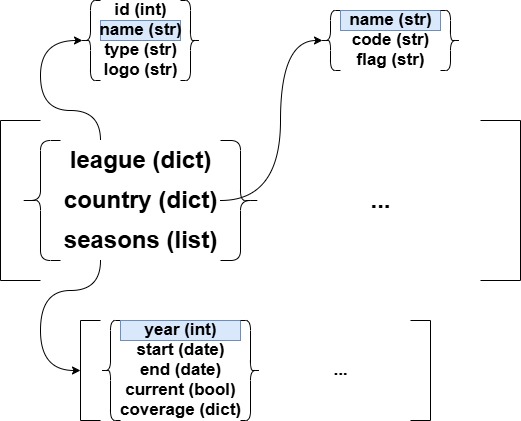 id (int)
name (str)
type (str)
logo (str)
name (str)
code (str)
flag (str)
league (dict)
country (dict)
seasons (list)
...
year (int)
start (date)
end (date)
current (bool)
coverage (dict)
...